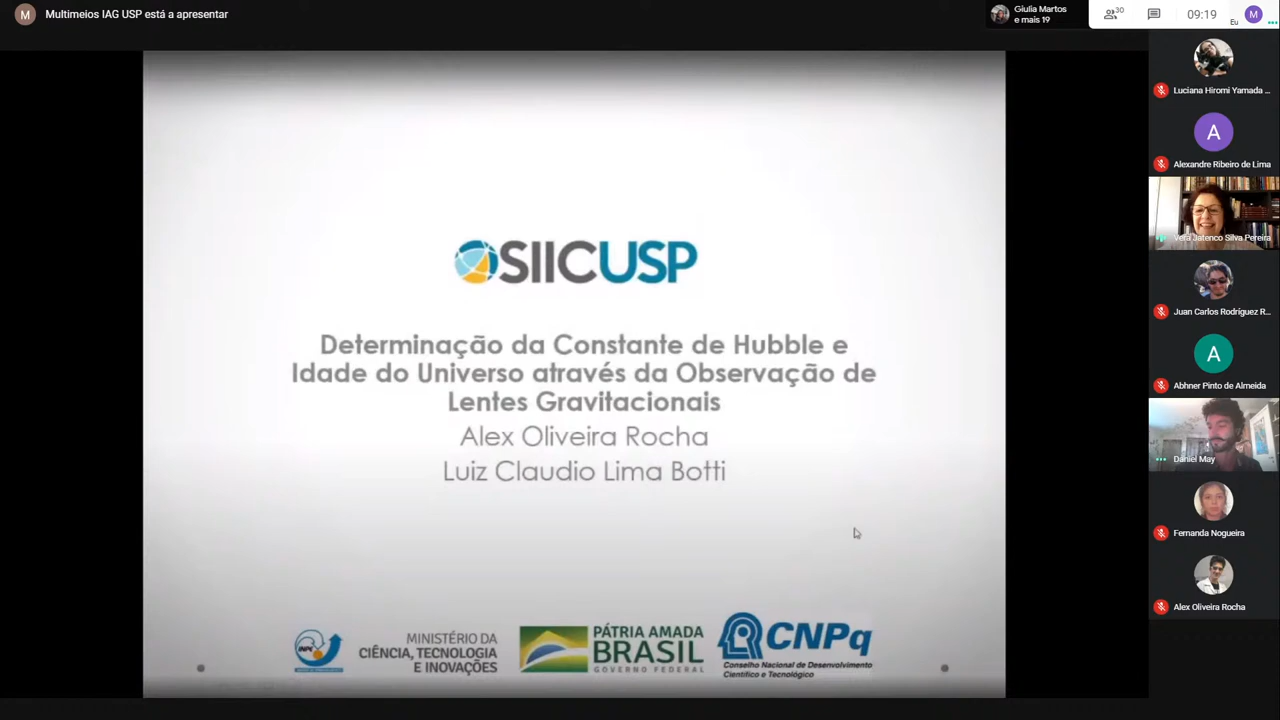 M
Multimeios IAG USP está a apresentar
Giulia Martos
e mais 19
30
09:19
Eu
M
Luciana Hiromi Yamada ...
A
Alexandre Ribeiro de Lima
Vera Jatenco Silva Pereira
Juan Carlos Rodríguez R...
A
Abhner Pinto de Almeida
Daniel May
Fernanda Nogueira
Alex Oliveira Rocha
SIICUSP
Determinação da Constante de Hubble e
Idade do Universo através da Observação de
Lentes Gravitacionais
Alex Oliveira Rocha
Luiz Claudio Lima Botti
INPE
MINISTÉRIO DA
CIÊNCIA, TECNOLOGIA
E INOVAÇÕES
PÁTRIA AMADA
BRASIL
GOVERNO FEDERAL
CNPq
Conselho Nacional de Desenvolvimento
Científico e Tecnológico